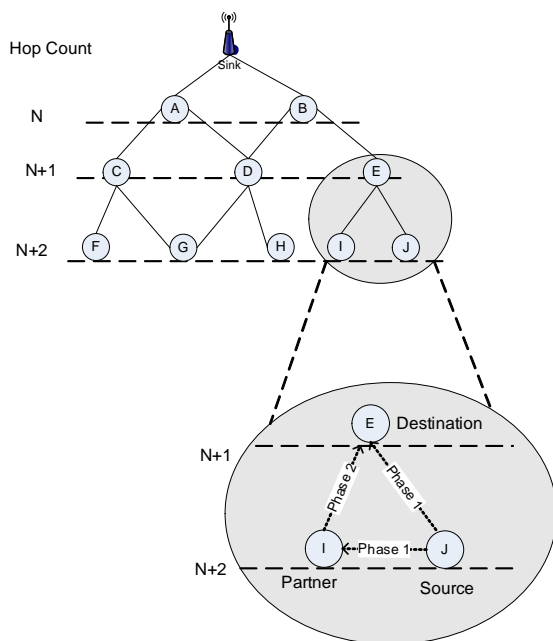 Hop Count
Sink
A
B
N
N+1
C
D
E
N+2
F
G
H
I
J
E
Destination
N+1
Phase 2
Phase 1
I
Phase 1
J
N+2
Partner
Source